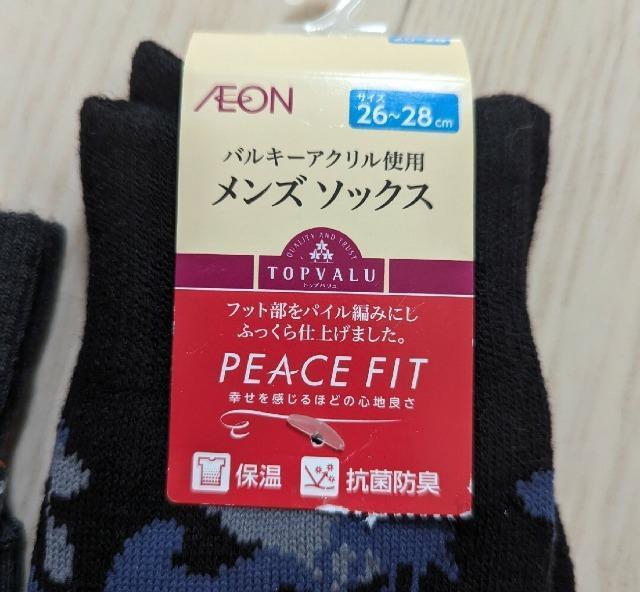 26~28
ÆON
サイズ
26~28cm
バルキーアクリル使用
メンズ ソックス
QUALITY AND TRUST
TOPVALU
トップバリュ
フット部をパイル編みにし
ふっくら仕上げました。
PEACE FIT
幸せを感じるほどの心地良さ
保温
抗菌防臭